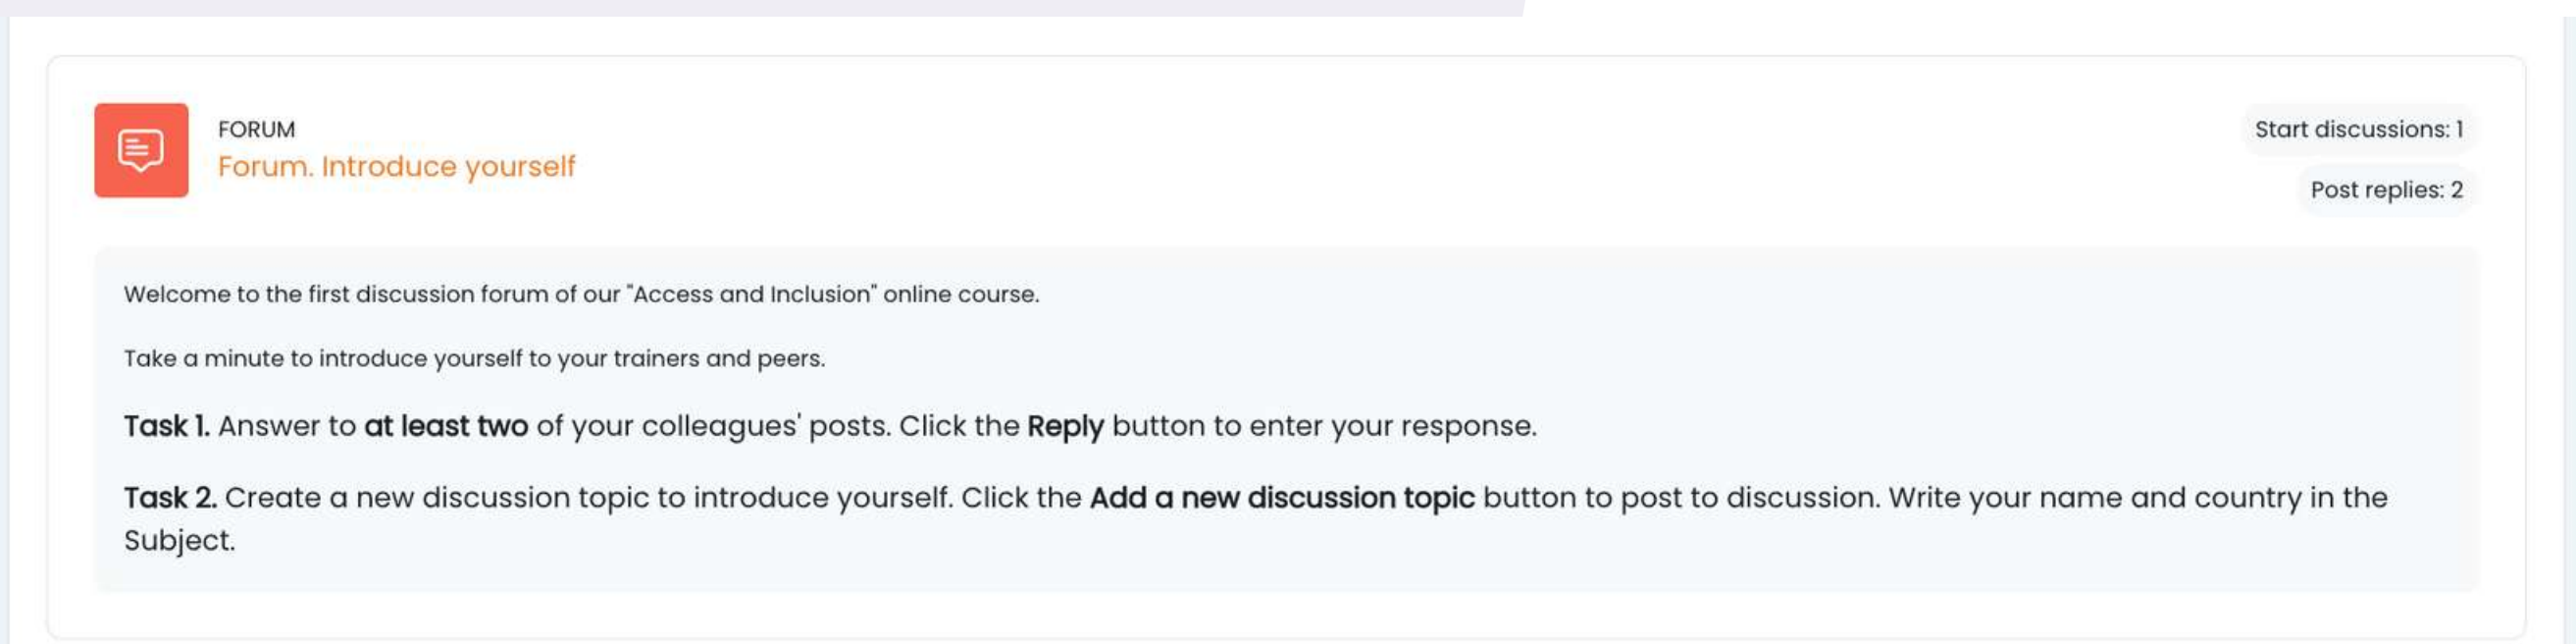 FORUM
Forum. Introduce yourself
Start discussions: 1
Post replies: 2
Welcome to the first discussion forum of our "Access and Inclusion" online course.
Take a minute to introduce yourself to your trainers and peers.
Task 1. Answer to at least two of your colleagues' posts. Click the Reply button to enter your response.
Task 2. Create a new discussion topic to introduce yourself. Click the Add a new discussion topic button to post to discussion. Write your name and country in the
Subject.